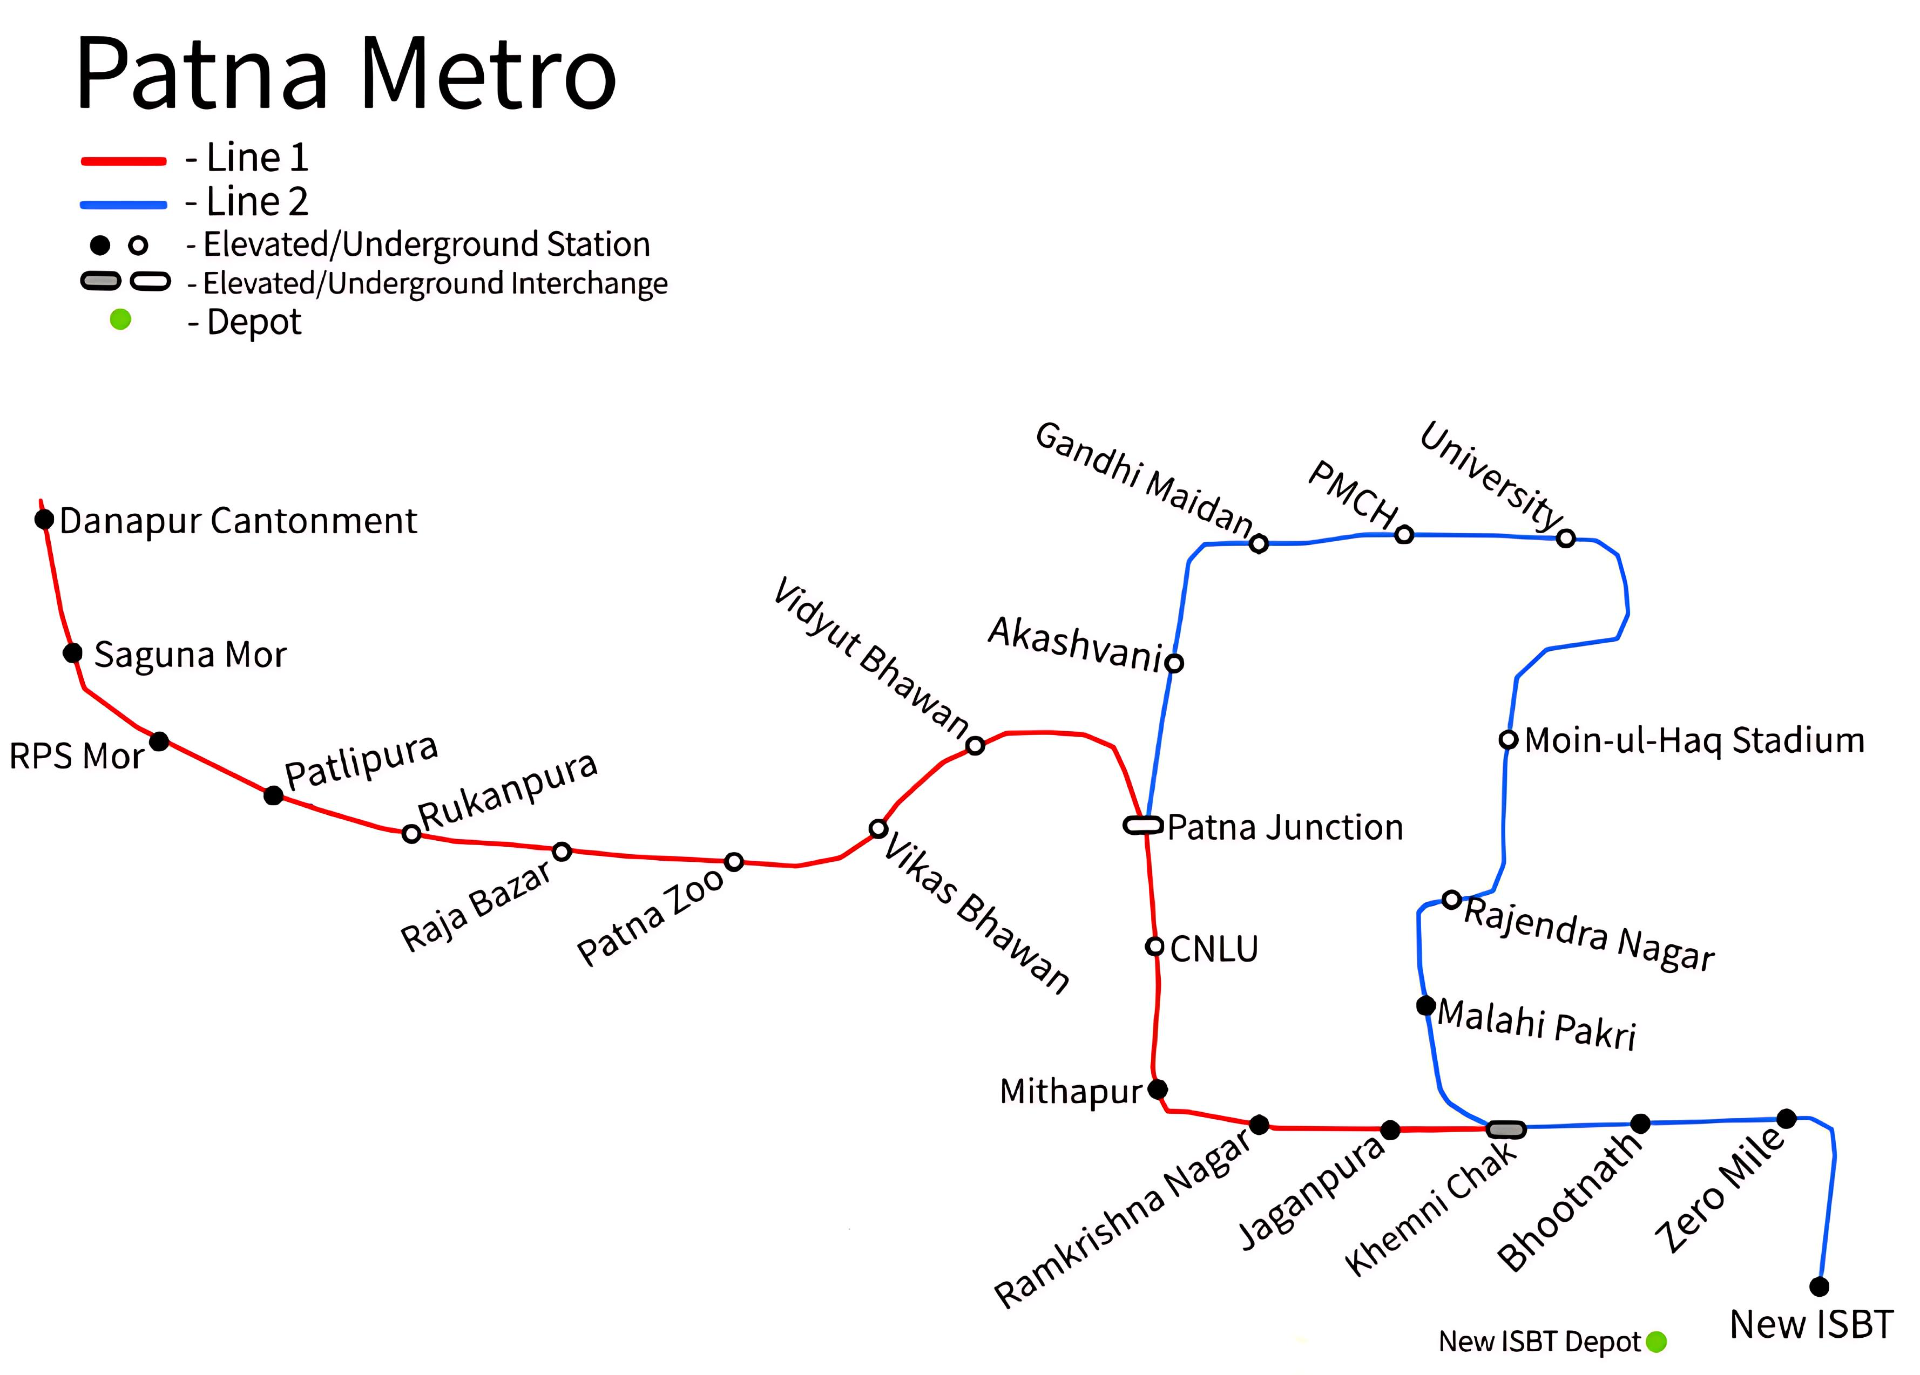 Patna Metro
- Line 1
- Line 2
- Elevated/Underground Station
- Elevated/Underground Interchange
- Depot
Gandhi Maidan
PMCH
University
Danapur Cantonment
Vidyut Bhawan
Akashvani
Saguna Mor
RPS Mor
Patlipura
Rukanpura
Moin-ul-Haq Stadium
Patna Junction
Raja Bazar
Patna Zoo
Vikas Bhawan
CNLU
Rajendra Nagar
Malahi Pakri
Mithapur
Ramkrishna Nagar
Jaganpura
Khemni Chak
Bhootnath
Zero Mile
New ISBT
New ISBT Depot